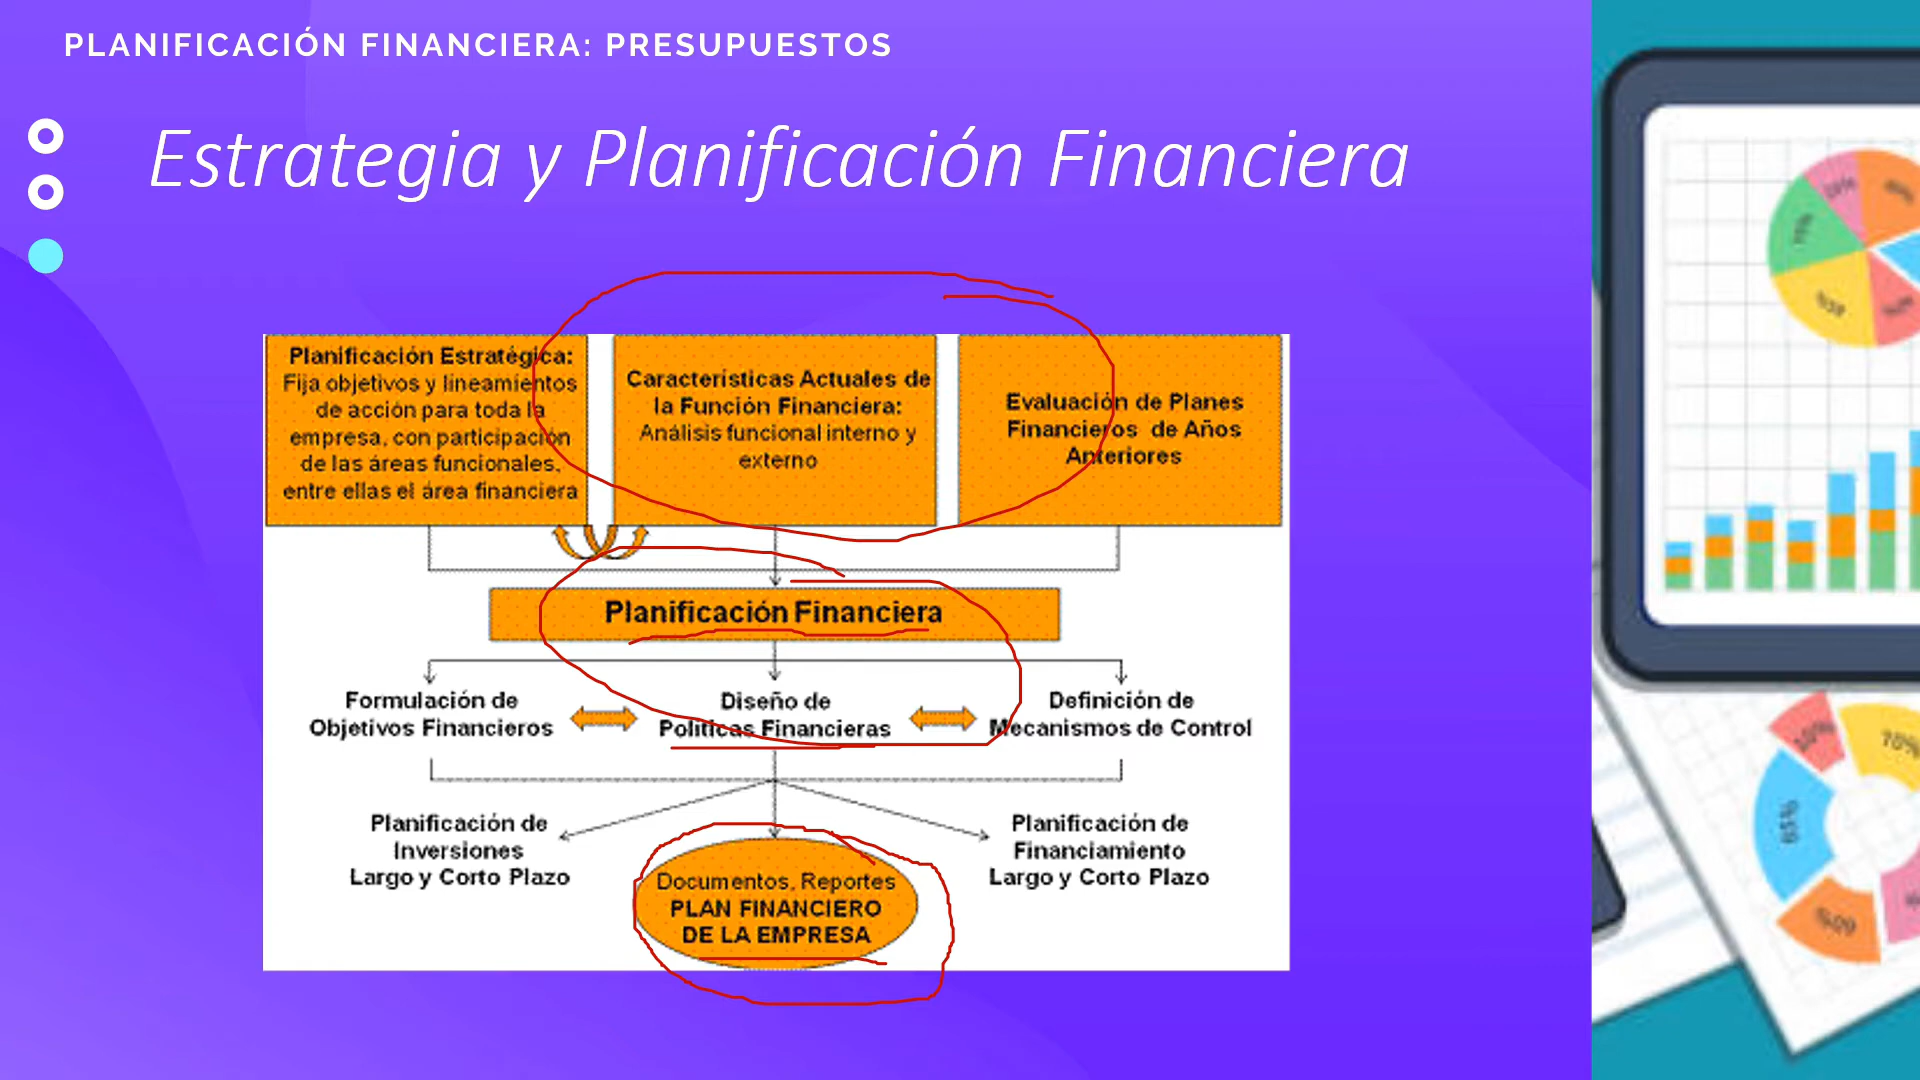 PLANIFICACIÓN FINANCIERA: PRESUPUESTOS
Estrategia y Planificación Financiera
Planificación Estratégica:
Fija objetivos y lineamientos
de acción para toda la
empresa, con participación
de las áreas funcionales,
entre ellas el área financiera
Características Actuales de
la Función Financiera:
Análisis funcional interno y
externo
Evaluación de Planes
Financieros de Años
Anteriores
Planificación Financiera
Formulación de
Objetivos Financieros
Diseño de
Políticas Financieras
Definición de
Mecanismos de Control
Planificación de
Inversiones
Largo y Corto Plazo
Documentos, Reportes
PLAN FINANCIERO
DE LA EMPRESA
Planificación de
Financiamiento
Largo y Corto Plazo